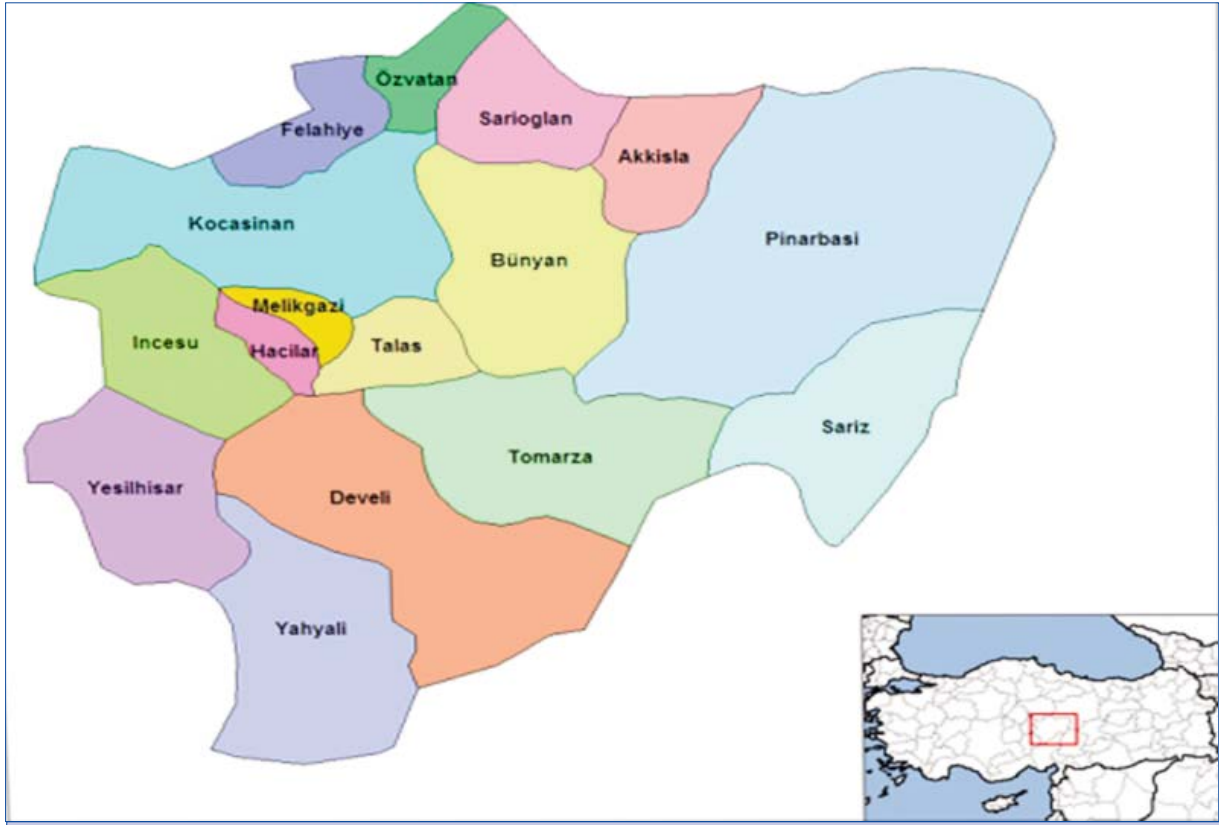 Özvatan
Sarioglan
Felahiye
Akkisla
Kocasinan
Pinarbasi
Bünyan
Melikgazi
Incesu
Hacilar
Talas
Sariz
Tomarza
Yesilhisar
Develi
Yahyali